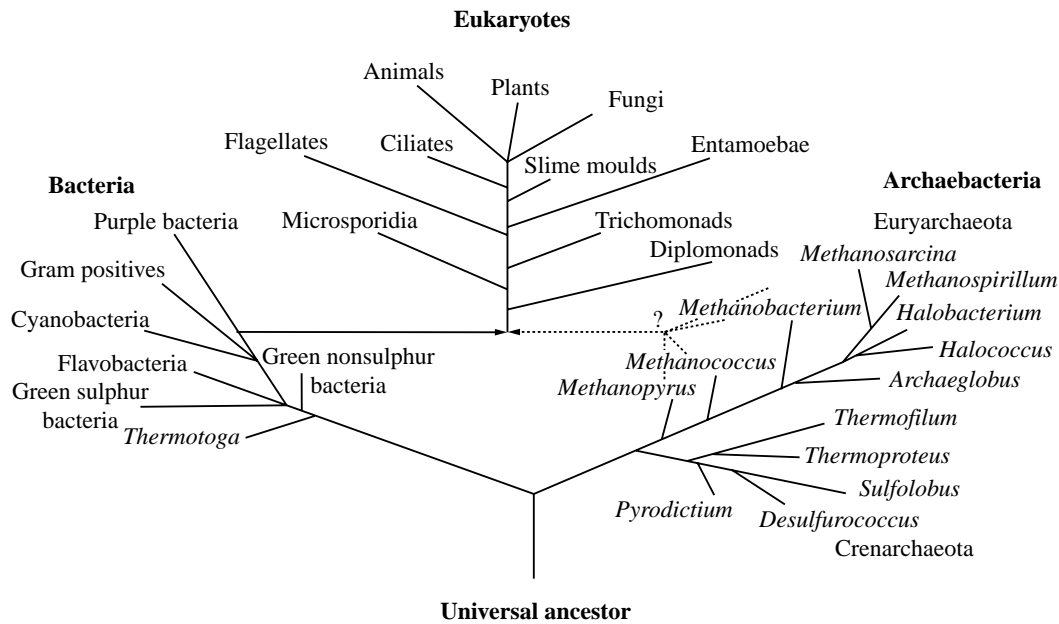 Eukaryotes
Animals
Plants
Fungi
Flagellates
Ciliates
Entamoebae
Slime moulds
Bacteria
Archaebacteria
Purple bacteria
Microsporidia
Trichomonads
Euryarchaeota
Diplomonads
Methanosarcina
Gram positives
Methanospirillum
Methanobacterium
Halobacterium
Cyanobacteria
?
Halococcus
Flavobacteria
Green nonsulphur
bacteria
Methanococcus
Archaeglobus
Green sulphur
bacteria
Methanopyrus
Thermofilum
Thermotoga
Thermoproteus
Sulfolobus
Pyrodictium
Desulfurococcus
Crenarchaeota
Universal ancestor